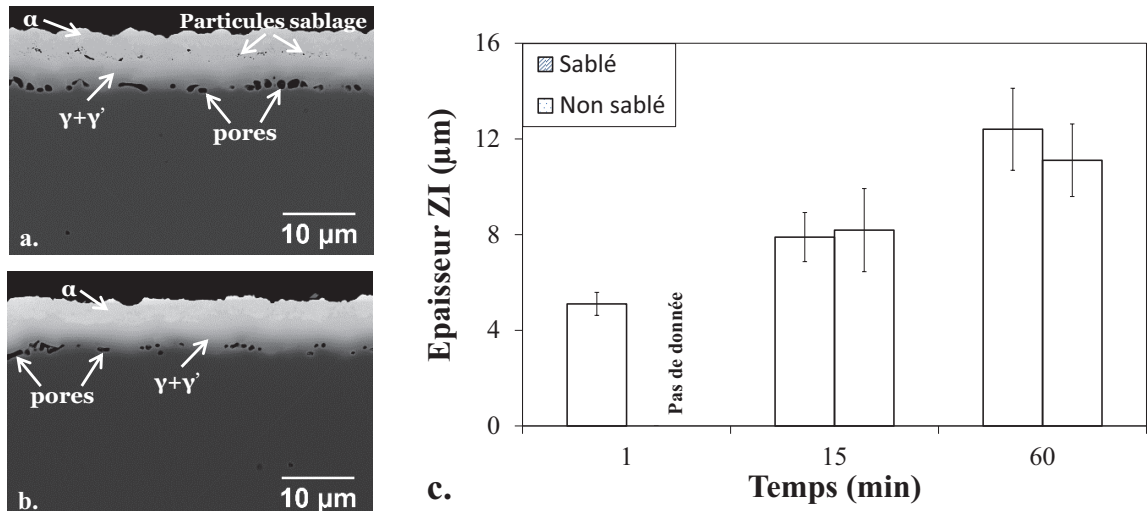 α
Particules sablage
γ+γ’
pores
10 µm
a.
α
pores
γ+γ’
10 µm
b.
16
12
8
4
0
Epaisseur ZI (µm)
Sablé
Non sablé
Pas de donnée
1
15
60
Temps (min)
c.